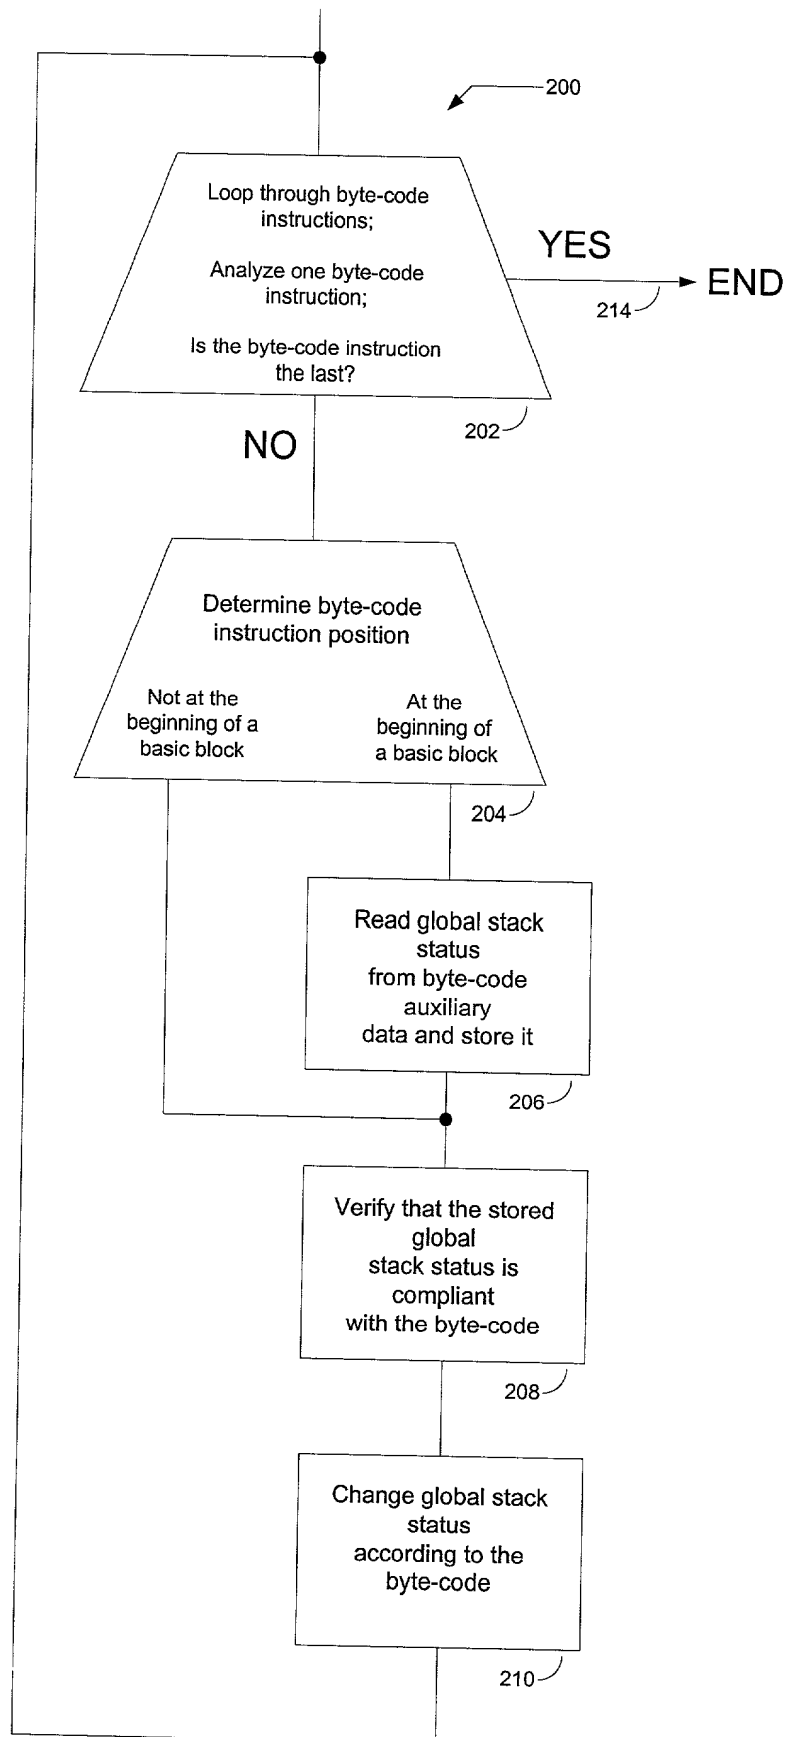 200
Loop through byte-code
instructions;
Analyze one byte-code
instruction;
Is the byte-code instruction
the last?
YES
END
214
202
NO
Determine byte-code
instruction position
Not at the
beginning of a
basic block
At the
beginning of
a basic block
204
Read global stack
status
from byte-code
auxiliary
data and store it
206
Verify that the stored
global
stack status is
compliant
with the byte-code
208
Change global stack
status
according to the
byte-code
210